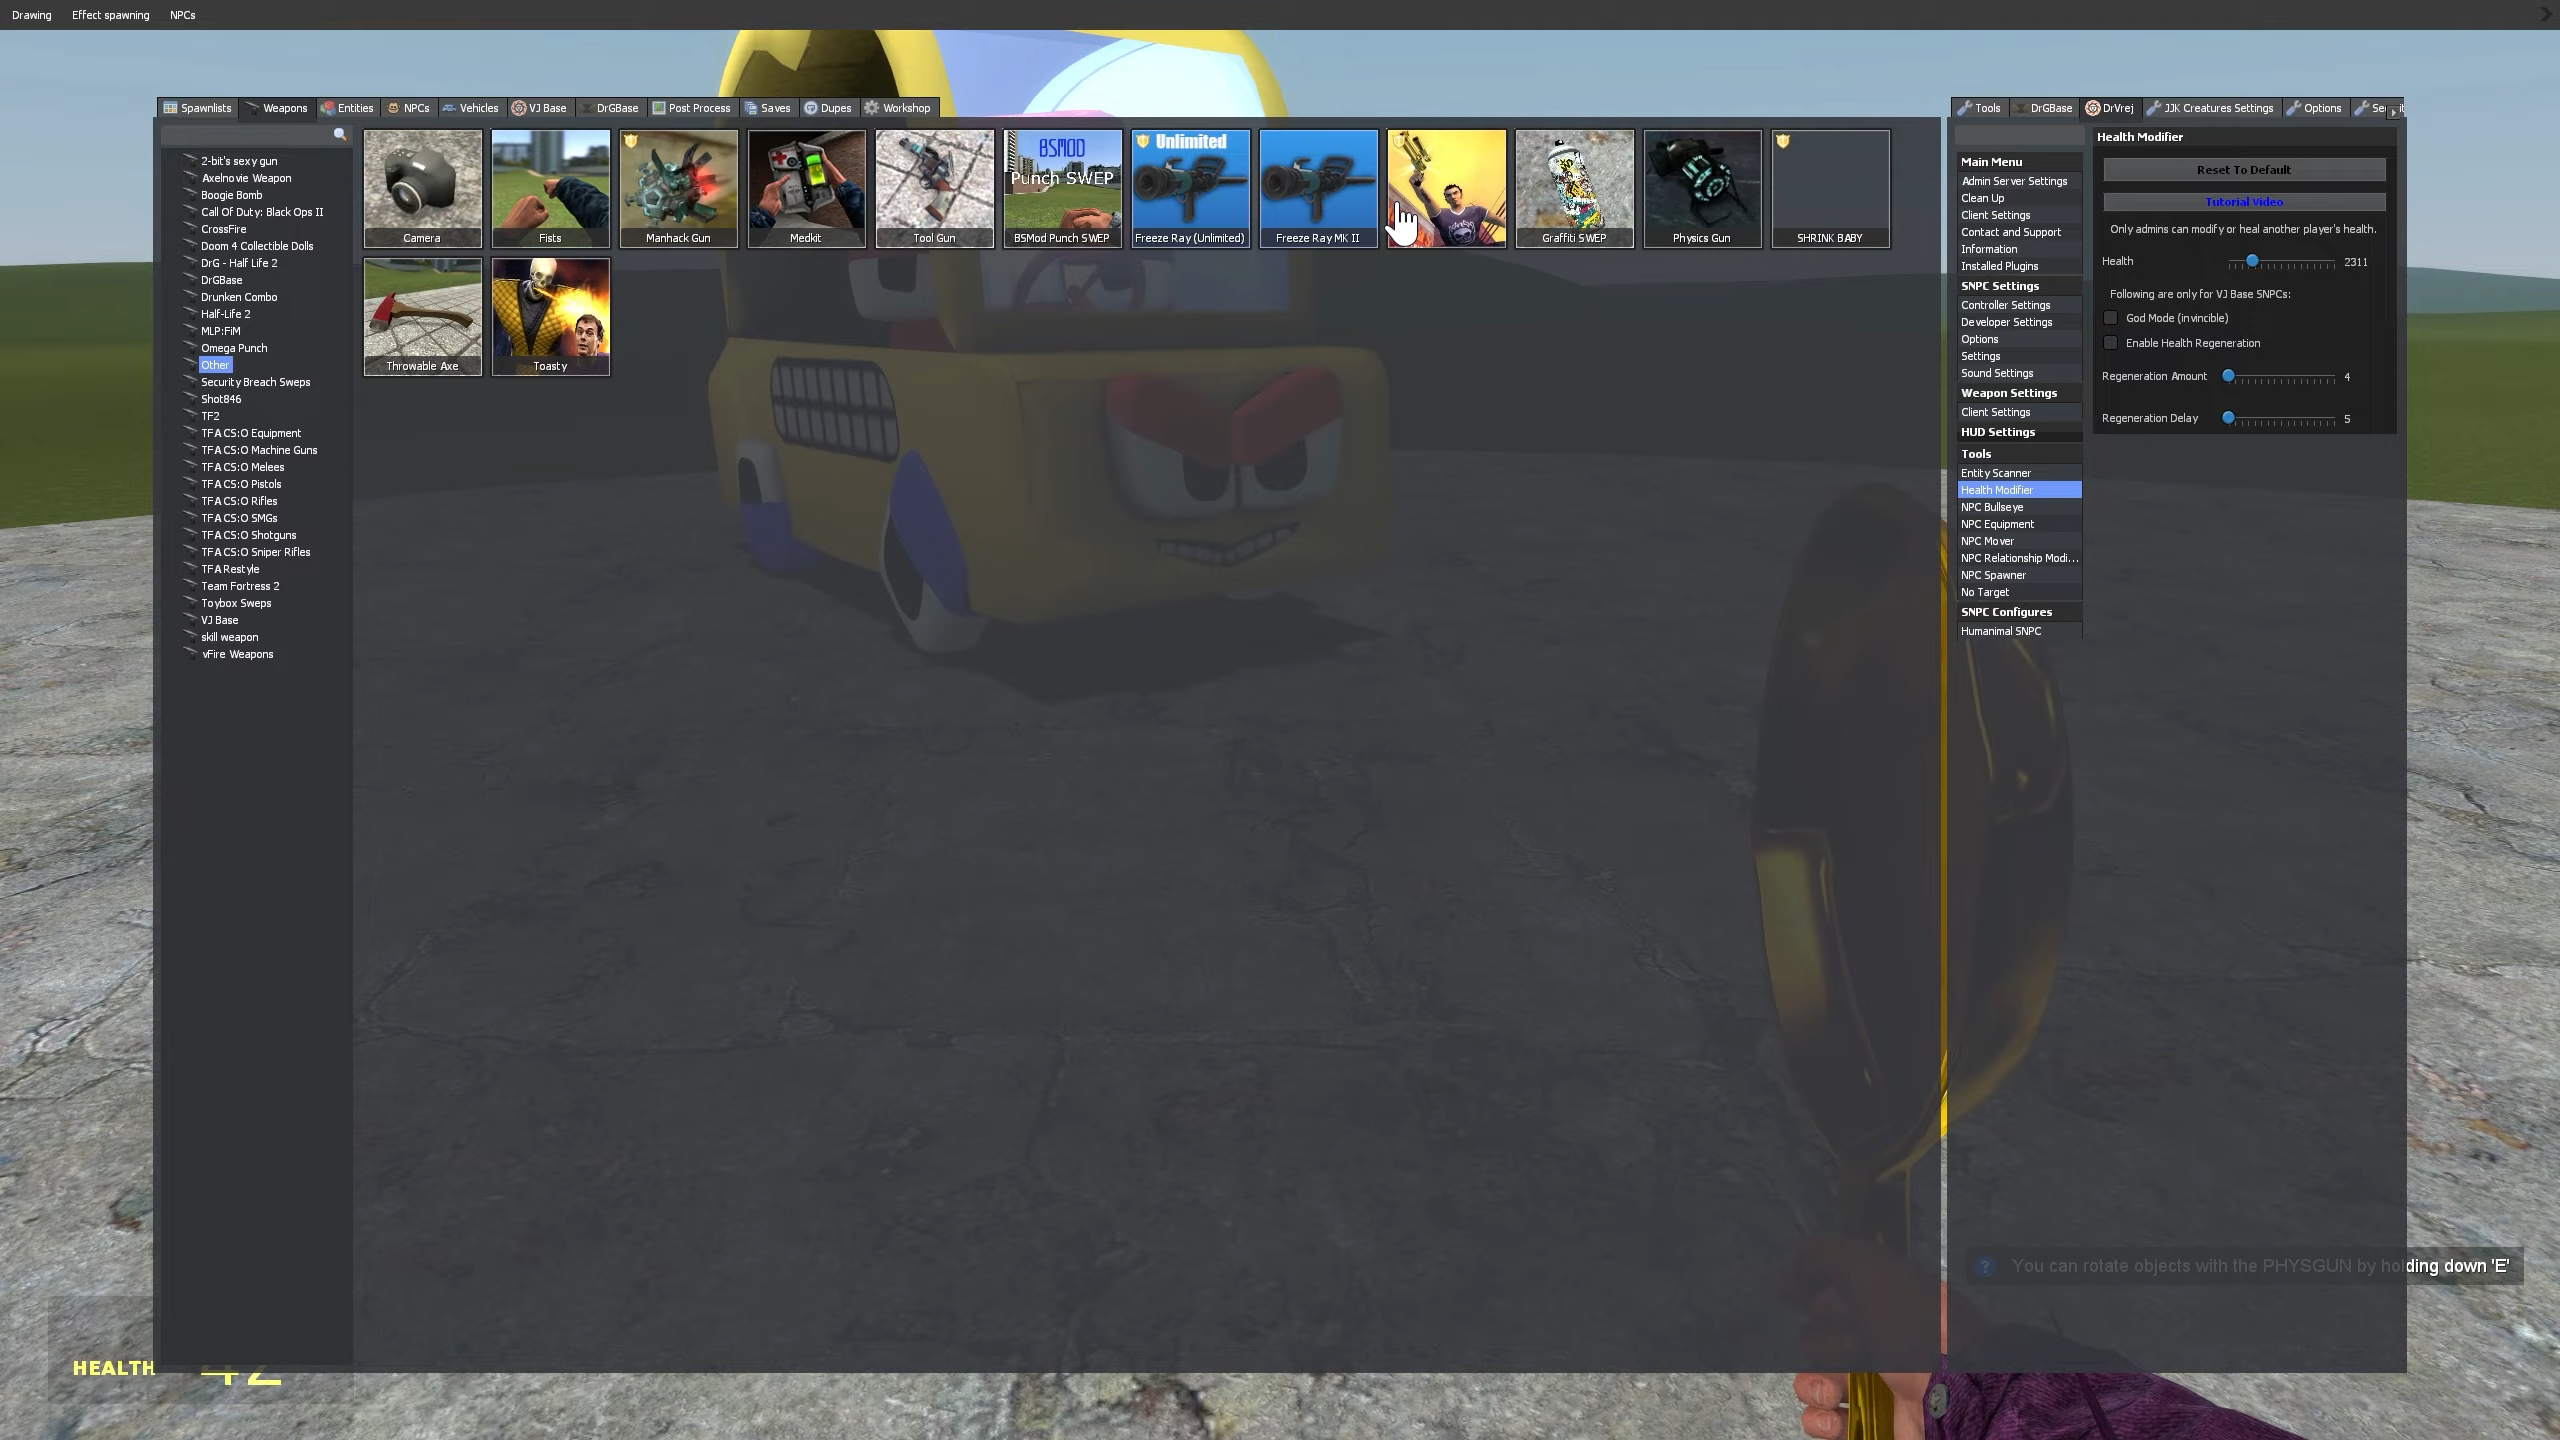 Drawing Effect spawning NPCs
Spawnlists Weapons Entities NPCs Vehicles VJ Base DrGBase Post Process Saves Dupes Workshop
2-bit's sexy gun
Axelnovie Weapon
Boogie Bomb
Call Of Duty: Black Ops II
CrossFire
Doom 4 Collectible Dolls
DrG - Half Life 2
DrGBase
Drunken Combo
Half-Life 2
MLP:FiM
Omega Punch
Other
Security Breach Sweps
Shot846
TF2
TFA CS:O Equipment
TFA CS:O Machine Guns
TFA CS:O Melees
TFA CS:O Pistols
TFA CS:O Rifles
TFA CS:O SMGs
TFA CS:O Shotguns
TFA CS:O Sniper Rifles
TFA Restyle
Team Fortress 2
Toybox Sweps
VJ Base
skill weapon
vFire Weapons
BSMOD
Punch SWEP
Unlimited
Camera Fists Manhack Gun Medkit Tool Gun BSMod Punch SWEP Freeze Ray (Unlimited) Freeze Ray MK II Graffiti SWEP Physics Gun SHRINK BABY
Throwable Axe Toasty
Tools DrGBase DrVrej JJK Creatures Settings Options
Main Menu
Admin Server Settings
Clean Up
Client Settings
Contact and Support
Information
Installed Plugins
SNPC Settings
Controller Settings
Developer Settings
Options
Settings
Sound Settings
Weapon Settings
Client Settings
HUD Settings
Tools
Entity Scanner
Health Modifier
NPC Bullseye
NPC Equipment
NPC Mover
NPC Relationship Modi...
NPC Spawner
No Target
SNPC Configures
Humanimal SNPC
Health Modifier
Reset To Default
Tutorial Video
Only admins can modify or heal another player's health.
Health 2311
Following are only for VJ Base SNPCs:
God Mode (invincible)
Enable Health Regeneration
Regeneration Amount 4
Regeneration Delay 5
? You can rotate objects with the PHYSGUN by holding down 'E'
HEALTH 42